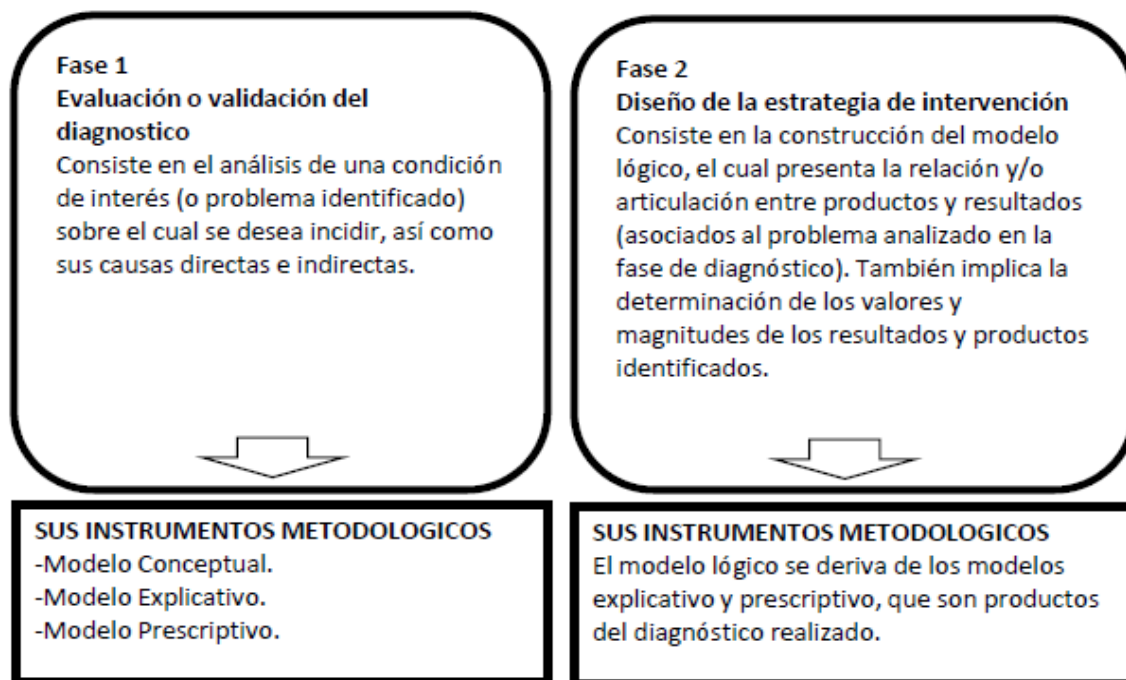 Fase 1
Evaluación o validación del
diagnostico
Consiste en el análisis de una condición
de interés (o problema identificado)
sobre el cual se desea incidir, así como
sus causas directas e indirectas.
SUS INSTRUMENTOS METODOLOGICOS
-Modelo Conceptual.
-Modelo Explicativo.
-Modelo Prescriptivo.
Fase 2
Diseño de la estrategia de intervención
Consiste en la construcción del modelo
lógico, el cual presenta la relación y/o
articulación entre productos y resultados
(asociados al problema analizado en la
fase de diagnóstico). También implica la
determinación de los valores y
magnitudes de los resultados y productos
identificados.
SUS INSTRUMENTOS METODOLOGICOS
El modelo lógico se deriva de los modelos
explicativo y prescriptivo, que son productos
del diagnóstico realizado.